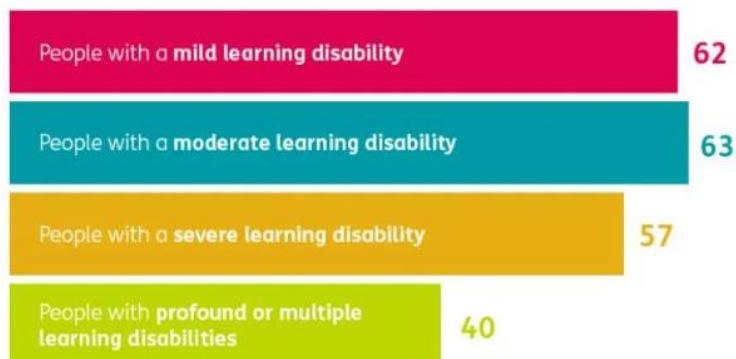 People with a mild learning disability 62
People with a moderate learning disability 63
People with a severe learning disability 57
People with profound or multiple
learning disabilities 40